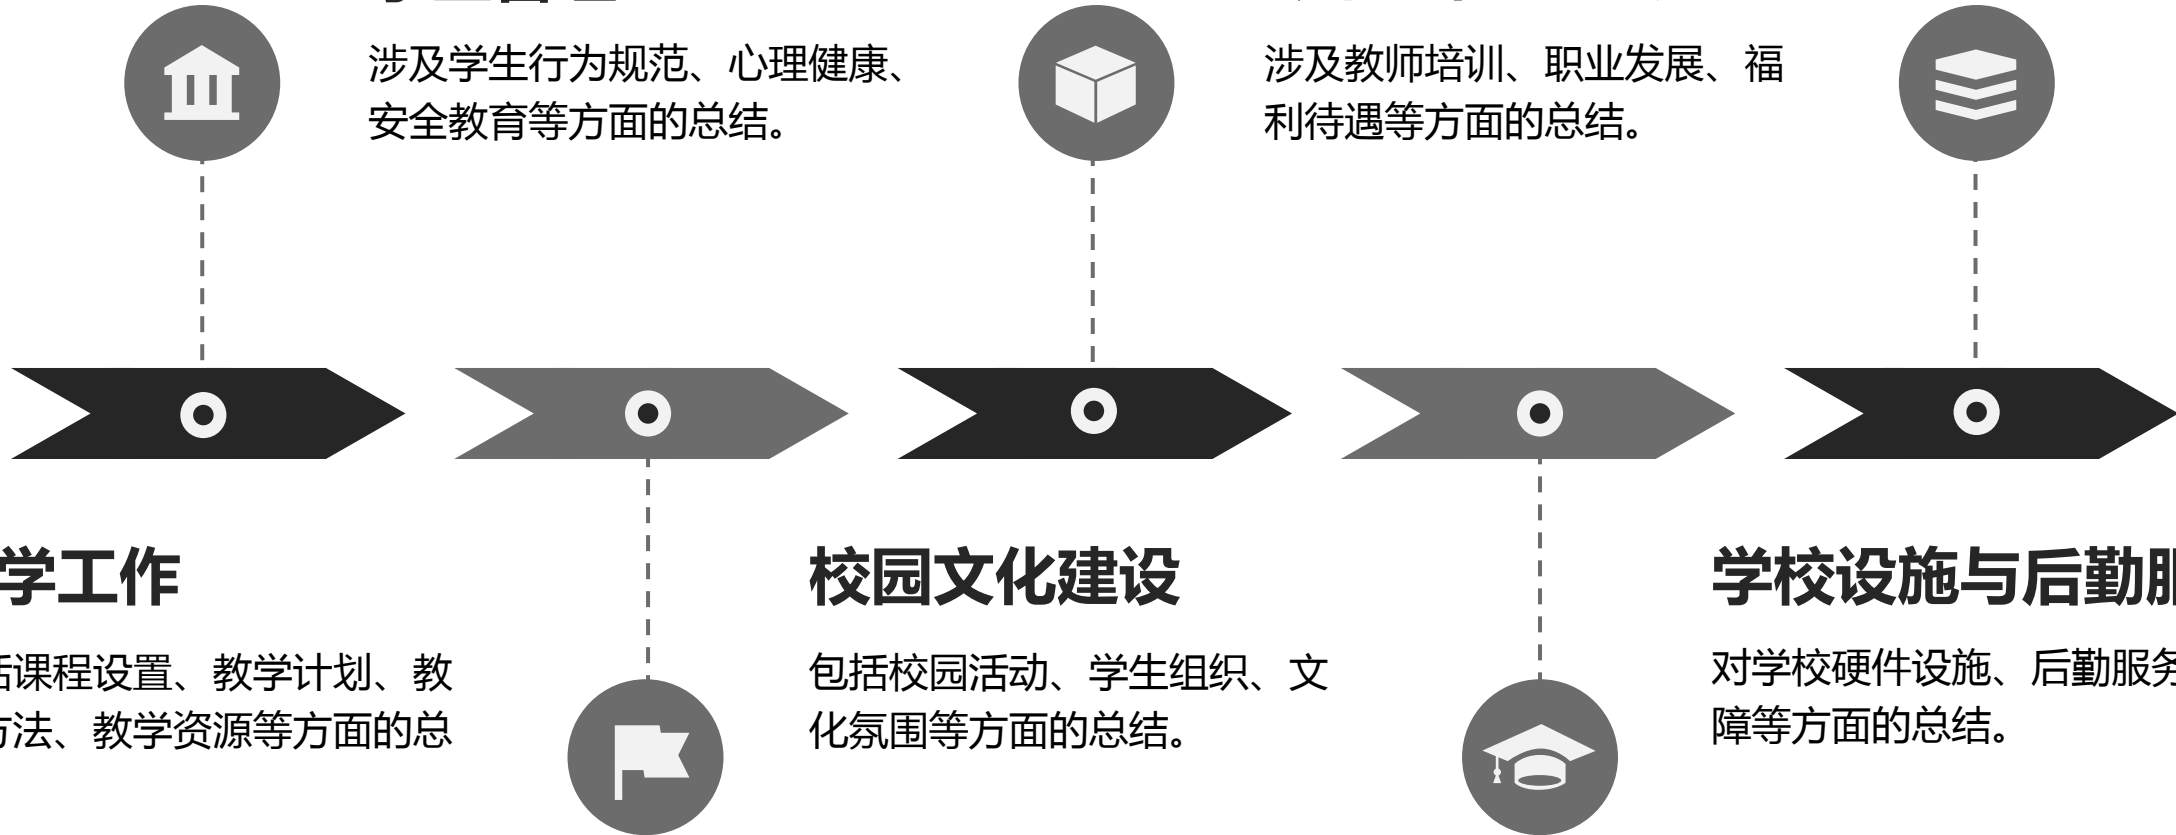 涉及学生行为规范、心理健康、
安全教育等方面的总结。
涉及教师培训、职业发展、福
利待遇等方面的总结。
学工作
括课程设置、教学计划、教
方法、教学资源等方面的总
校园文化建设
包括校园活动、学生组织、文
化氛围等方面的总结。
学校设施与后勤服
对学校硬件设施、后勤服务
障等方面的总结。